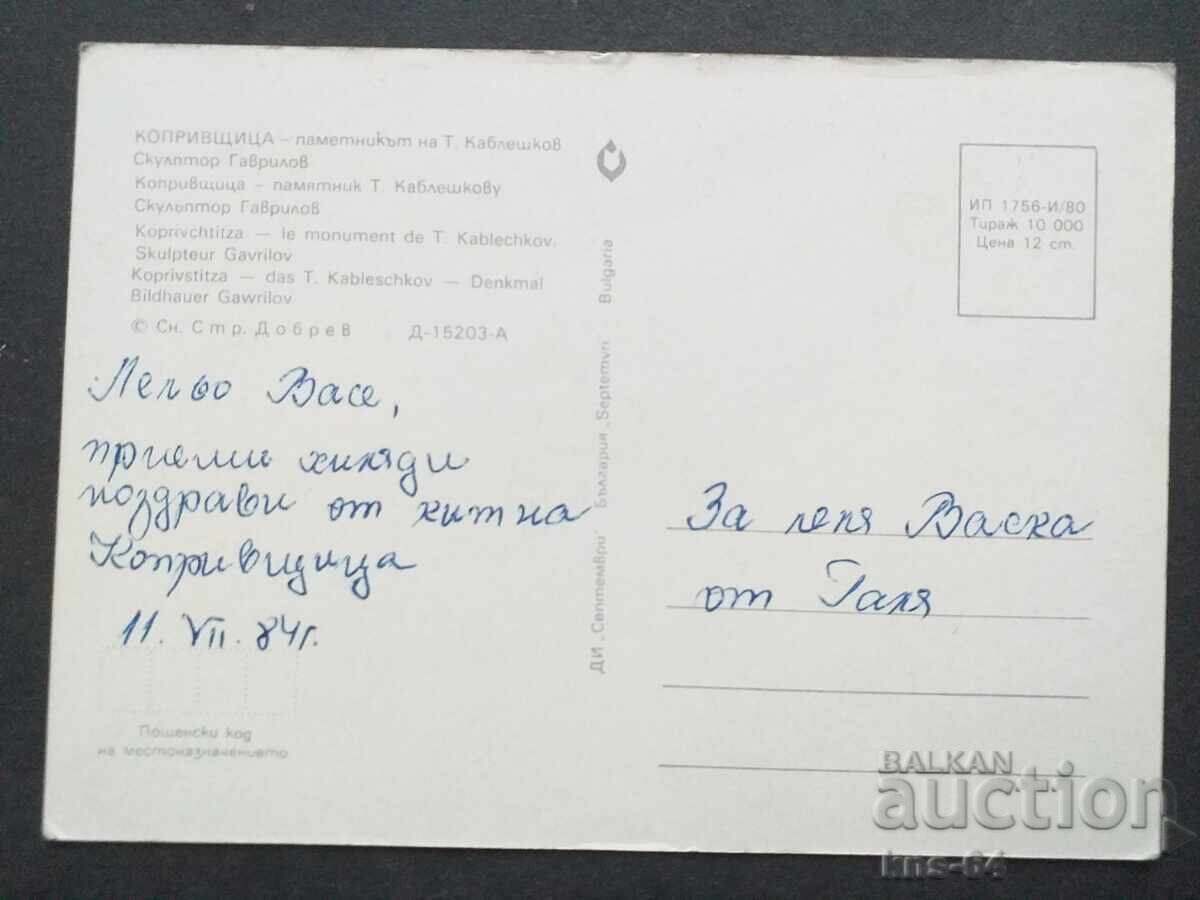 КОПРИВЩИЦА – паметникът на Т. Каблешков
Скулптор Гаврилов
Копривщица – памятник Т. Каблешкову
Скульптор Гаврилов
Koprivchtitza — le monument de T. Kablechkov.
Skulpteur Gavrilov
Koprivstitza — das T. Kableschkov — Denkmal
Bildhauer Gawrilov
© Сн. Стр. Добрев Д-15203-А
Лельо Васе,
приеми хиляди
поздрави от китна
Копривщица
11. VII. 84г.
Пощенски код
на местоназначението
ДИ „Септември" България „Septemvri" Bulgaria
ИП 1756-И/80
Тираж 10 000
Цена 12 ст.
За леля Васка
от Галя
BALKAN
auction
kns-64